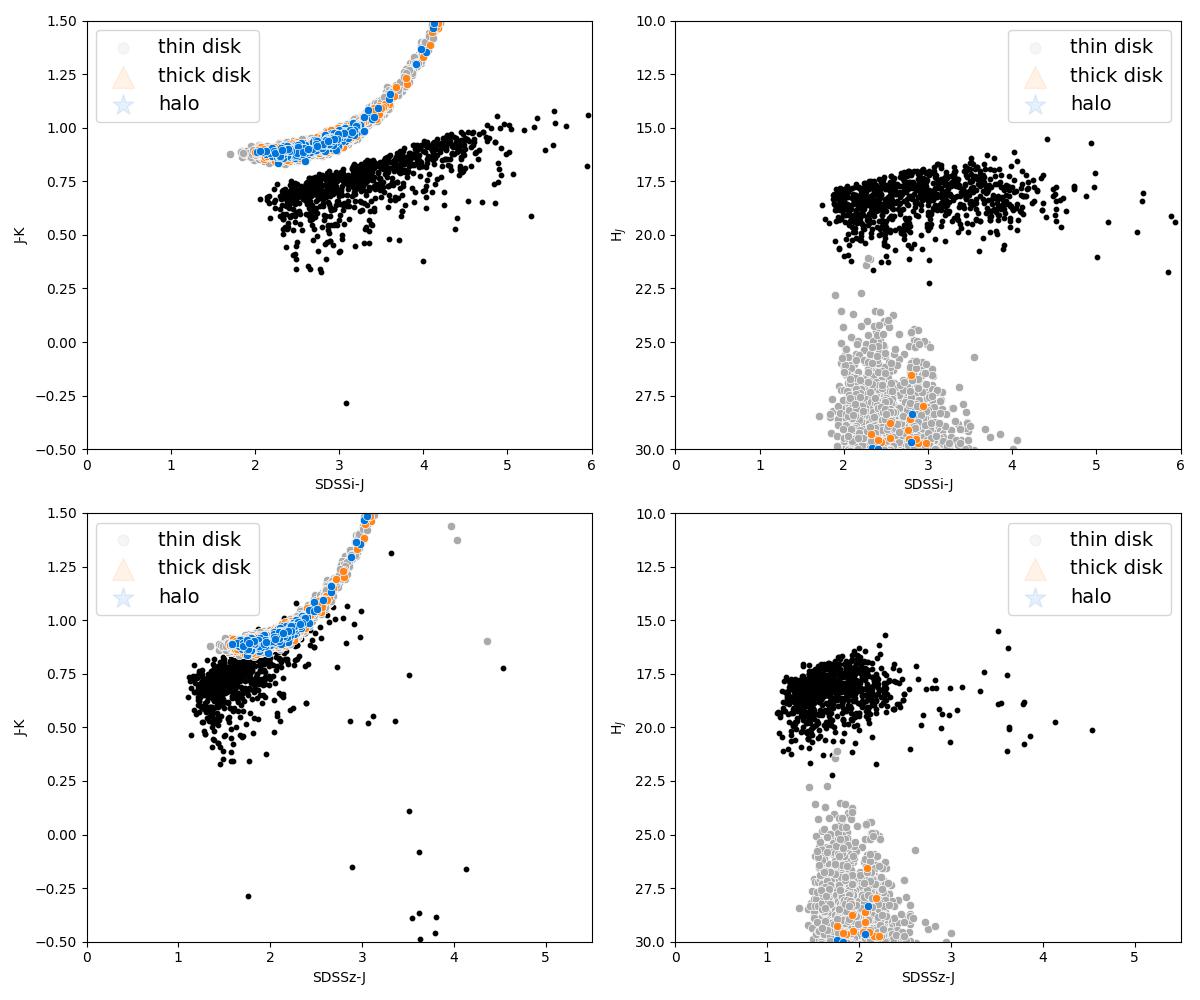 1.50
1.25
1.00
0.75
0.50
0.25
0.00
−0.25
−0.50
J-K
thin disk
thick disk
halo
0 1 2 3 4 5 6
SDSSi-J
10.0
12.5
15.0
17.5
20.0
22.5
25.0
27.5
30.0
HJ
thin disk
thick disk
halo
0 1 2 3 4 5 6
SDSSi-J
1.50
1.25
1.00
0.75
0.50
0.25
0.00
−0.25
−0.50
J-K
thin disk
thick disk
halo
0 1 2 3 4 5
SDSSz-J
10.0
12.5
15.0
17.5
20.0
22.5
25.0
27.5
30.0
HJ
thin disk
thick disk
halo
0 1 2 3 4 5
SDSSz-J